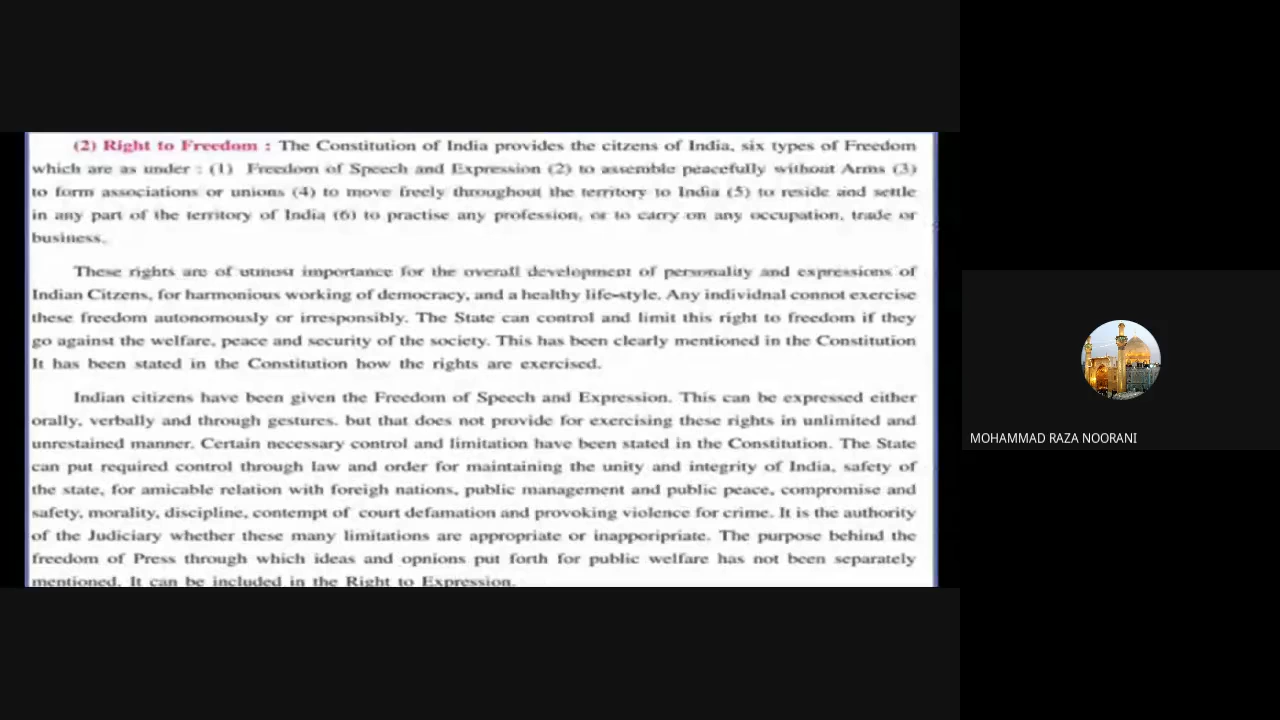 (2) Right to Freedom : The Constitution of India provides the citzens of India, six types of Freedom
which are as under : (1) Freedom of Speech and Expression (2) to assemble peacefully without Arms (3)
to form associations or unions (4) to move freely throughout the territory to India (5) to reside and settle
in any part of the territory of India (6) to practise any profession, or to carry on any occupation, trade or
business.
These rights are of utmost importance for the overall development of personality and expressions of
Indian Citzens, for harmonious working of democracy, and a healthy life-style. Any individnal connot exercise
these freedom autonomously or irresponsibly. The State can control and limit this right to freedom if they
go against the welfare, peace and security of the society. This has been clearly mentioned in the Constitution
It has been stated in the Constitution how the rights are exercised.
Indian citizens have been given the Freedom of Speech and Expression. This can be expressed either
orally, verbally and through gestures. but that does not provide for exercising these rights in unlimited and
unrestained manner. Certain necessary control and limitation have been stated in the Constitution. The State
can put required control through law and order for maintaining the unity and integrity of India, safety of
the state, for amicable relation with foreigh nations, public management and public peace, compromise and
safety, morality, discipline, contempt of court defamation and provoking violence for crime. It is the authority
of the Judiciary whether these many limitations are appropriate or inapporipriate. The purpose behind the
freedom of Press through which ideas and opnions put forth for public welfare has not been separately
mentioned. It can be included in the Right to Expression.
MOHAMMAD RAZA NOORANI